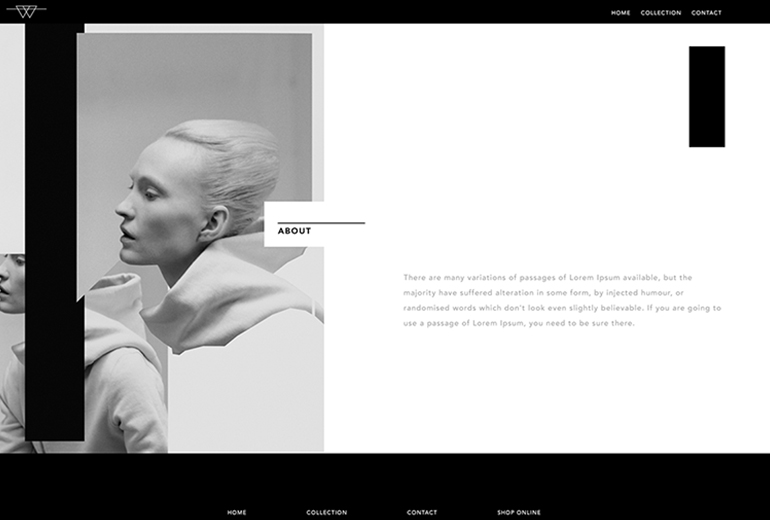 HOME COLLECTION CONTACT
ABOUT
There are many variations of passages of Lorem Ipsum available, but the
majority have suffered alteration in some form, by injected humour, or
randomised words which don't look even slightly believable. If you are going to
use a passage of Lorem Ipsum, you need to be sure there.
HOME COLLECTION CONTACT SHOP ONLINE